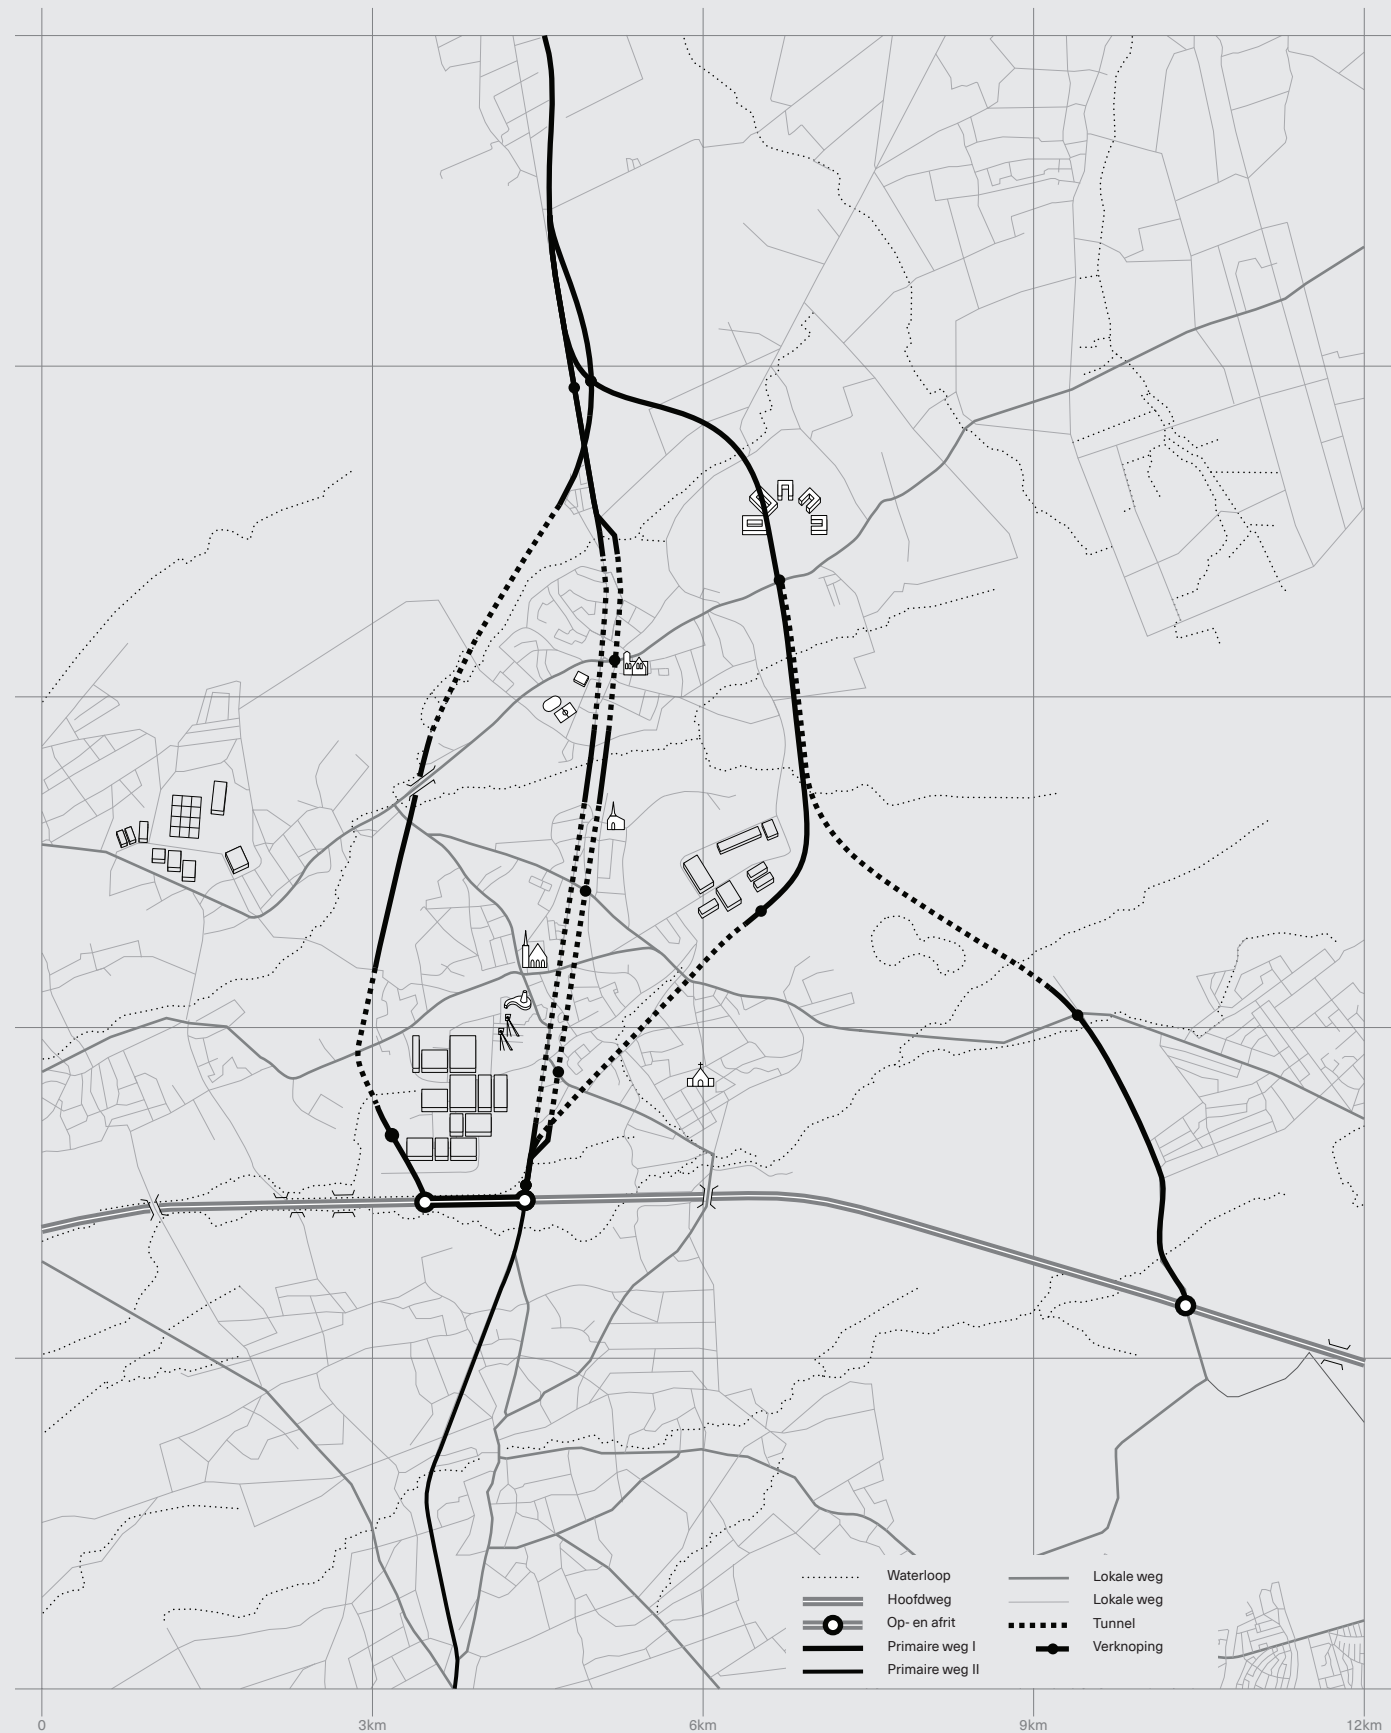 Waterloop
Hoofdweg
Op- en afrit
Primaire weg I
Primaire weg II
Lokale weg
Lokale weg
Tunnel
Verknoping
0
3km
6km
9km
12km